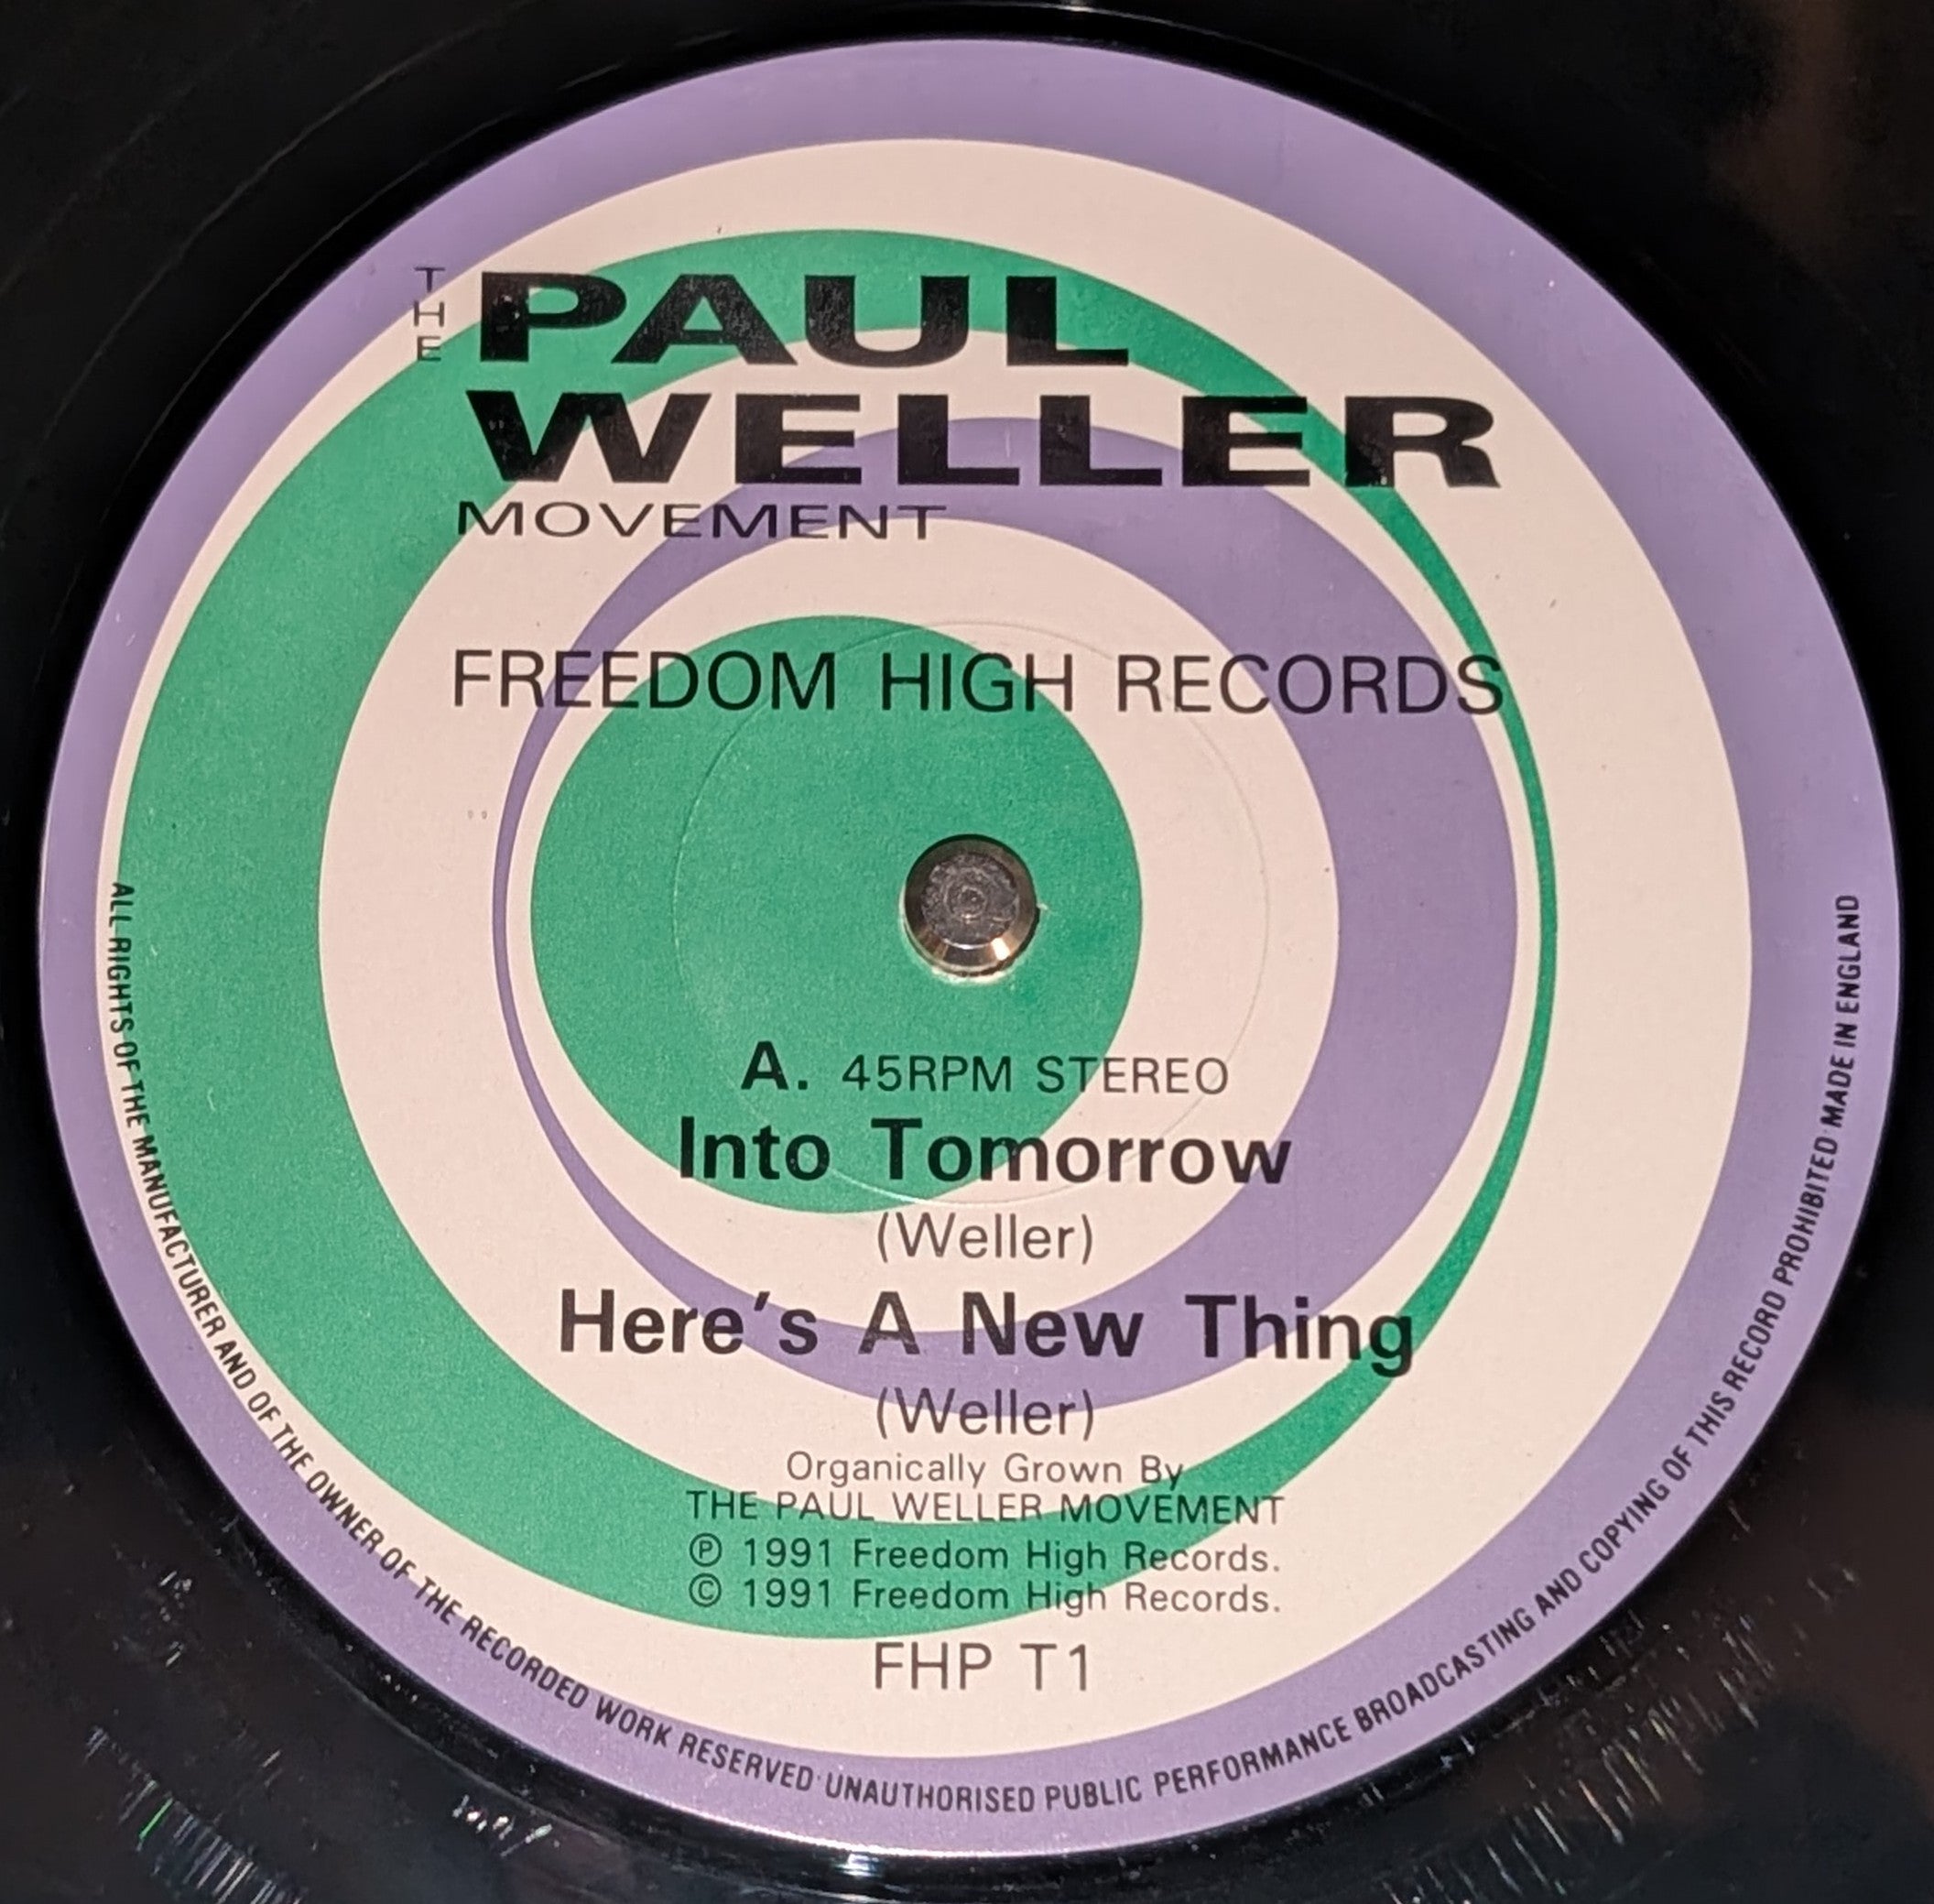 THE PAUL
WELLER
MOVEMENT
FREEDOM HIGH RECORDS
A. 45RPM STEREO
Into Tomorrow
(Weller)
Here's A New Thing
(Weller)
Organically Grown By
THE PAUL WELLER MOVEMENT
℗ 1991 Freedom High Records.
© 1991 Freedom High Records.
FHP T1
ALL RIGHTS OF THE MANUFACTURER AND OF THE OWNER OF THE RECORDED WORK RESERVED · UNAUTHORISED PUBLIC PERFORMANCE BROADCASTING AND COPYING OF THIS RECORD PROHIBITED · MADE IN ENGLAND